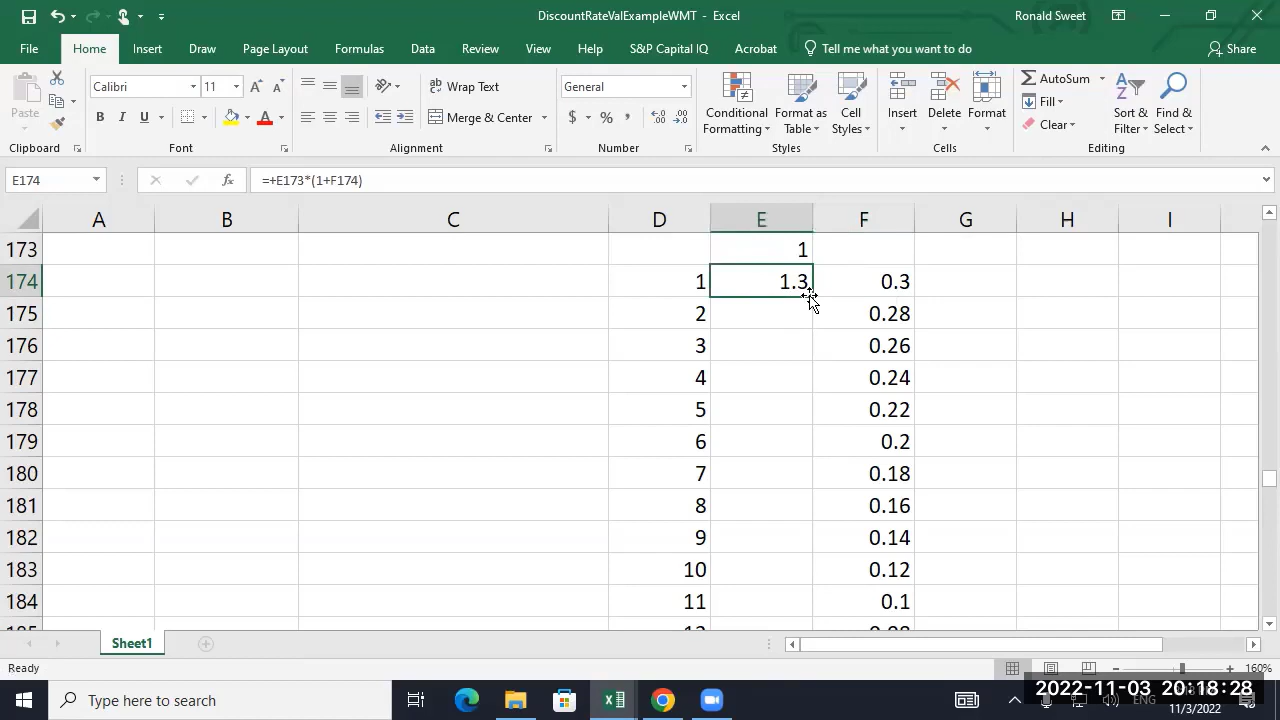 DiscountRateValExampleWMT - Excel
Ronald Sweet
File Home Insert Draw Page Layout Formulas Data Review View Help S&P Capital IQ Acrobat Tell me what you want to do Share
Paste
Calibri 11
B I U
Wrap Text
Merge & Center
General
$ % ,
Conditional Formatting
Format as Table
Cell Styles
Insert Delete Format
AutoSum
Fill
Clear
Sort & Filter
Find & Select
Clipboard Font Alignment Number Styles Cells Editing
E174 fx =+E173*(1+F174)
A B C D E F G H I
173 1
174 1 1.3 0.3
175 2 0.28
176 3 0.26
177 4 0.24
178 5 0.22
179 6 0.2
180 7 0.18
181 8 0.16
182 9 0.14
183 10 0.12
184 11 0.1
185 12 0.08
Sheet1
Ready
160%
Type here to search
2022-11-03 20:18:28
ENG
11/3/2022